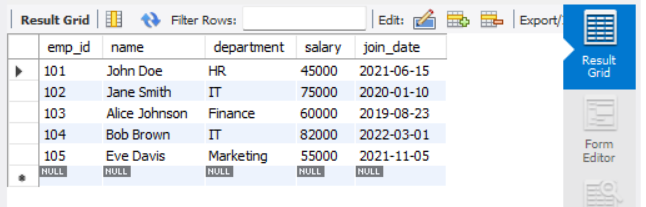 Result Grid Filter Rows: Edit: Export/
emp_id name department salary join_date
101 John Doe HR 45000 2021-06-15
102 Jane Smith IT 75000 2020-01-10
103 Alice Johnson Finance 60000 2019-08-23
104 Bob Brown IT 82000 2022-03-01
105 Eve Davis Marketing 55000 2021-11-05
NULL NULL NULL NULL NULL
Result
Grid
Form
Editor